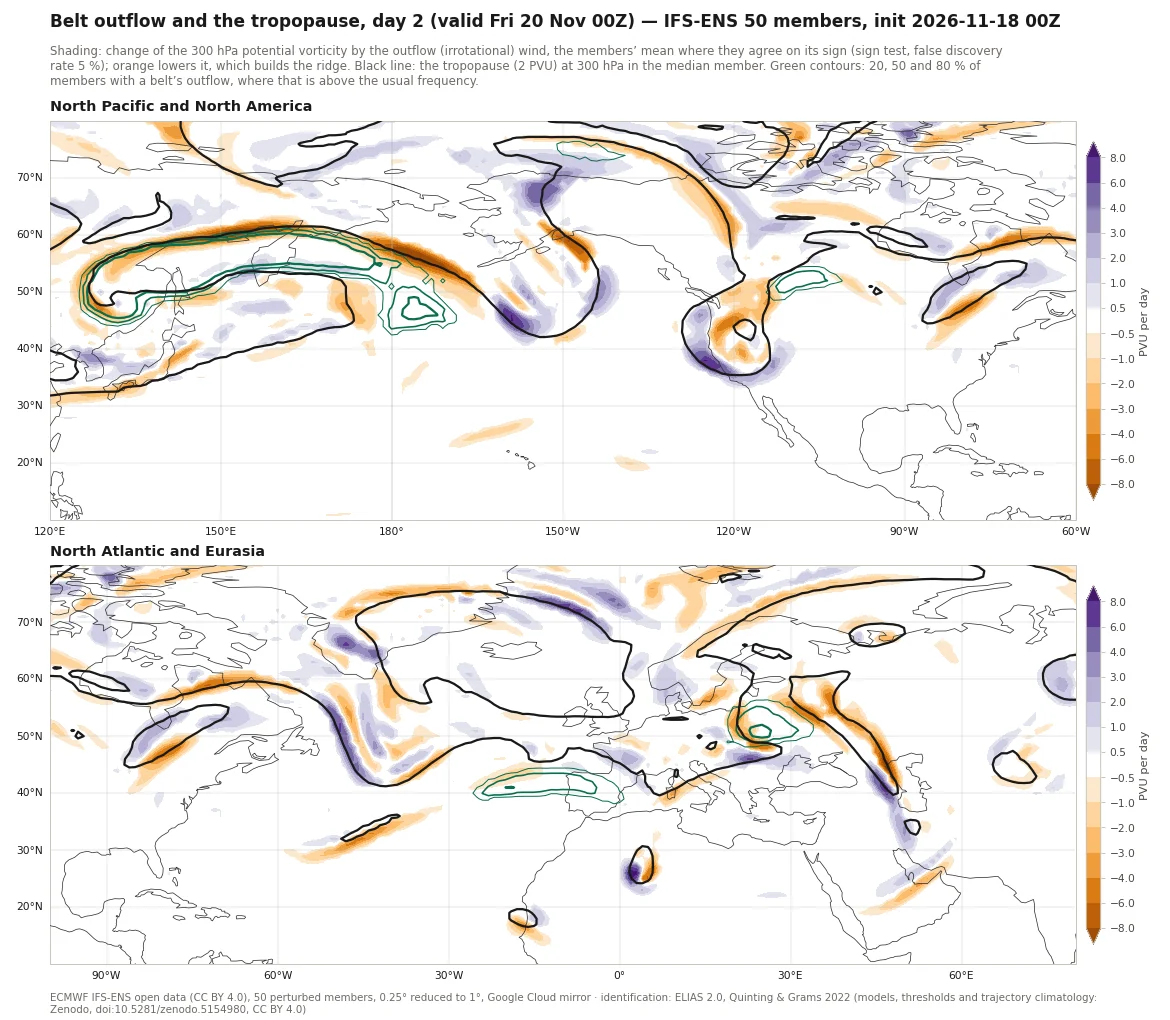 Belt outflow and the tropopause, day 2 (valid Fri 20 Nov 00Z) — IFS-ENS 50 members, init 2026-11-18 00Z
Shading: change of the 300 hPa potential vorticity by the outflow (irrotational) wind, the members’ mean where they agree on its sign (sign test, false discovery
rate 5 %); orange lowers it, which builds the ridge. Black line: the tropopause (2 PVU) at 300 hPa in the median member. Green contours: 20, 50 and 80 % of
members with a belt’s outflow, where that is above the usual frequency.
North Pacific and North America
70°N
60°N
50°N
40°N
30°N
20°N
120°E
150°E
180°
150°W
120°W
90°W
60°W
8.0
6.0
4.0
3.0
2.0
1.0
0.5
−0.5
−1.0
−2.0
−3.0
−4.0
−6.0
−8.0
PVU per day
North Atlantic and Eurasia
70°N
60°N
50°N
40°N
30°N
20°N
90°W
60°W
30°W
0°
30°E
60°E
8.0
6.0
4.0
3.0
2.0
1.0
0.5
−0.5
−1.0
−2.0
−3.0
−4.0
−6.0
−8.0
PVU per day
ECMWF IFS-ENS open data (CC BY 4.0), 50 perturbed members, 0.25° reduced to 1°, Google Cloud mirror · identification: ELIAS 2.0, Quinting & Grams 2022 (models, thresholds and trajectory climatology:
Zenodo, doi:10.5281/zenodo.5154980, CC BY 4.0)